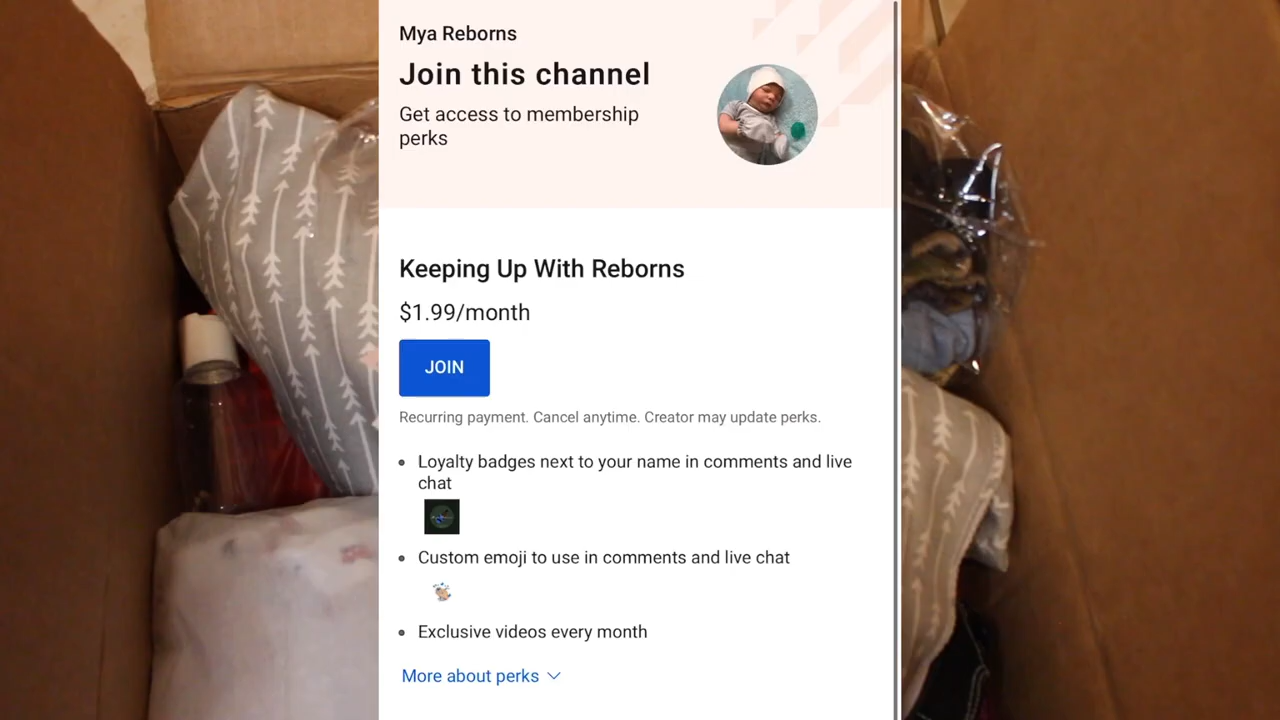 Mya Reborns
Join this channel
Get access to membership
perks
Keeping Up With Reborns
$1.99/month
JOIN
Recurring payment. Cancel anytime. Creator may update perks.
Loyalty badges next to your name in comments and live
chat
Custom emoji to use in comments and live chat
Exclusive videos every month
More about perks